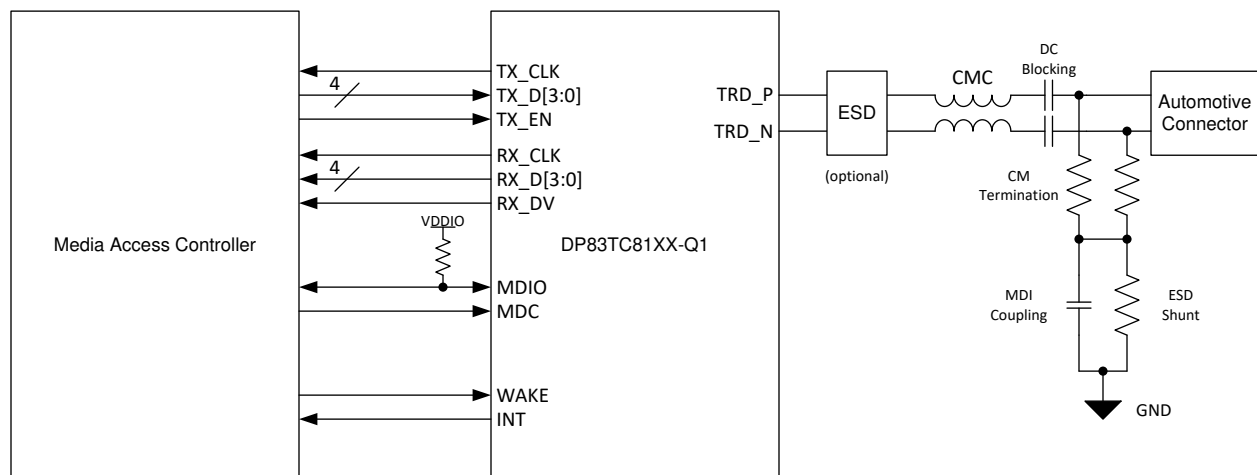 Media Access Controller
4
4
VDDIO
TX_CLK
TX_D[3:0]
TX_EN
RX_CLK
RX_D[3:0]
RX_DV
DP83TC81XX-Q1
MDIO
MDC
WAKE
INT
TRD_P
TRD_N
ESD
(optional)
CMC
DC
Blocking
Automotive
Connector
CM
Termination
MDI
Coupling
ESD
Shunt
GND